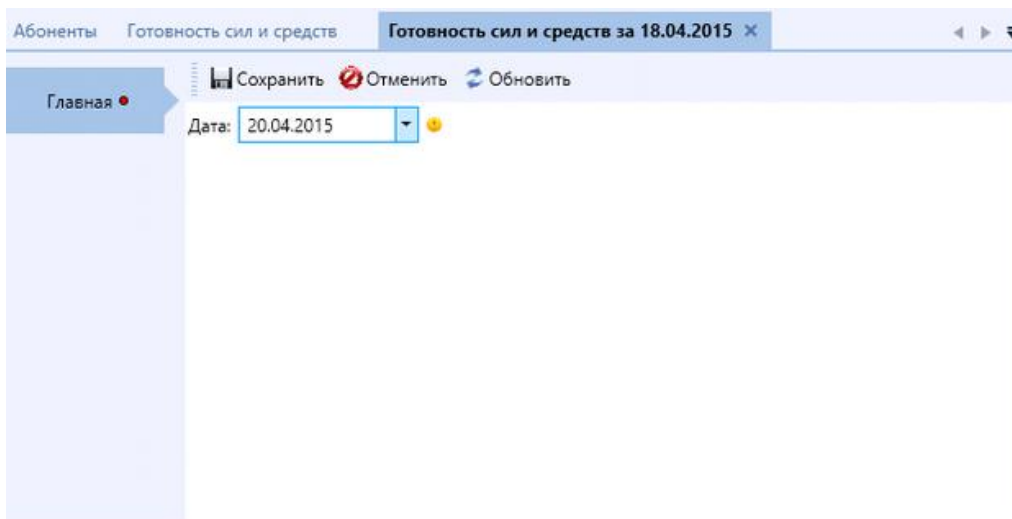 Абоненты Готовность сил и средств Готовность сил и средств за 18.04.2015
Сохранить Отменить Обновить
Главная
Дата: 20.04.2015